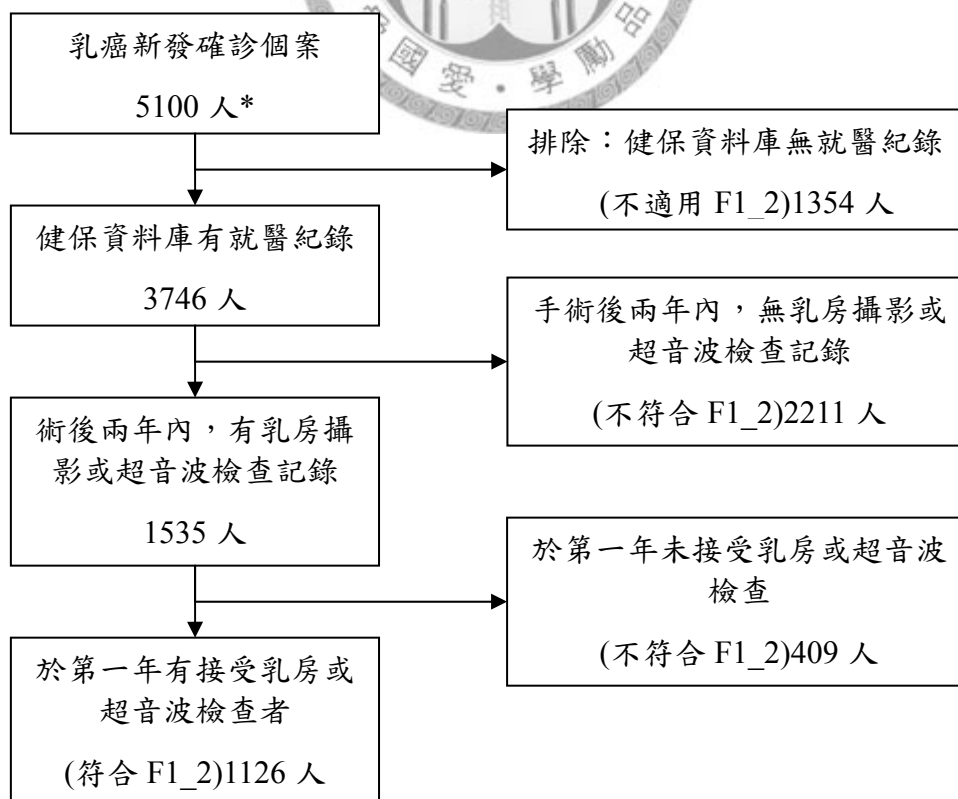 國愛·學勵品
乳癌新發確診個案
5100 人*
排除：健保資料庫無就醫紀錄
(不適用 F1_2)1354 人
健保資料庫有就醫紀錄
3746 人
手術後兩年內，無乳房攝影或
超音波檢查記錄
(不符合 F1_2)2211 人
術後兩年內，有乳房攝
影或超音波檢查記錄
1535 人
於第一年未接受乳房或超音波
檢查
(不符合 F1_2)409 人
於第一年有接受乳房或
超音波檢查者
(符合 F1_2)1126 人